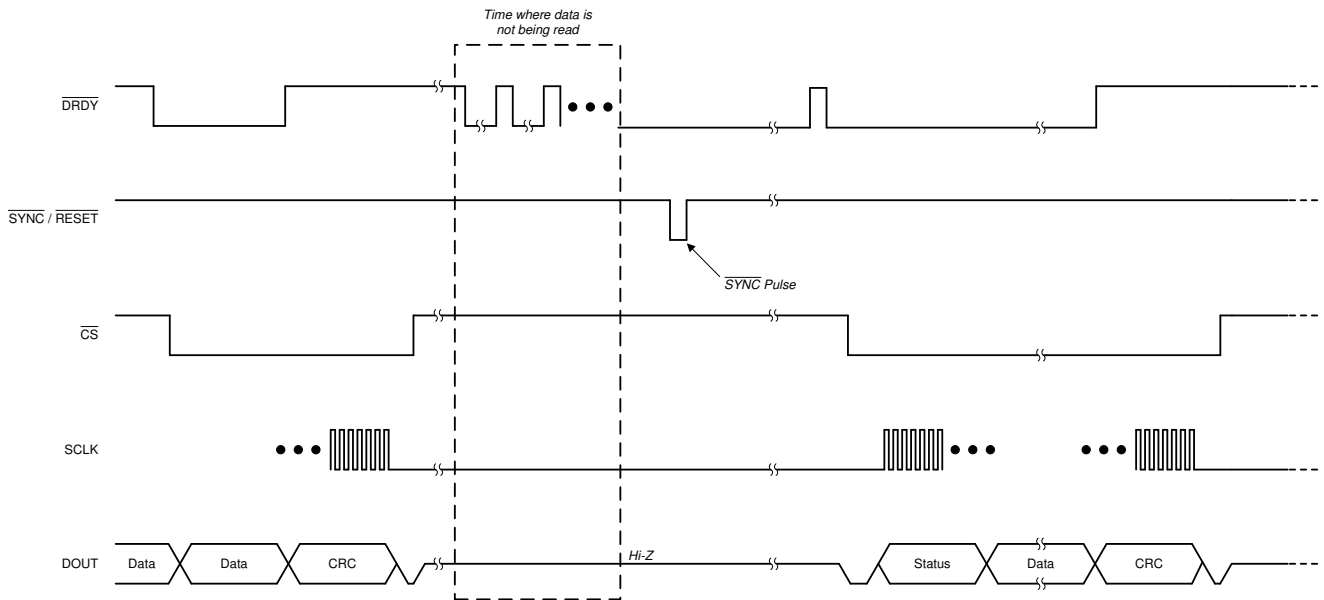 Time where data is
not being read
DRDY
SYNC / RESET
SYNC Pulse
CS
SCLK
DOUT
Data
Data
CRC
Hi-Z
Status
Data
CRC